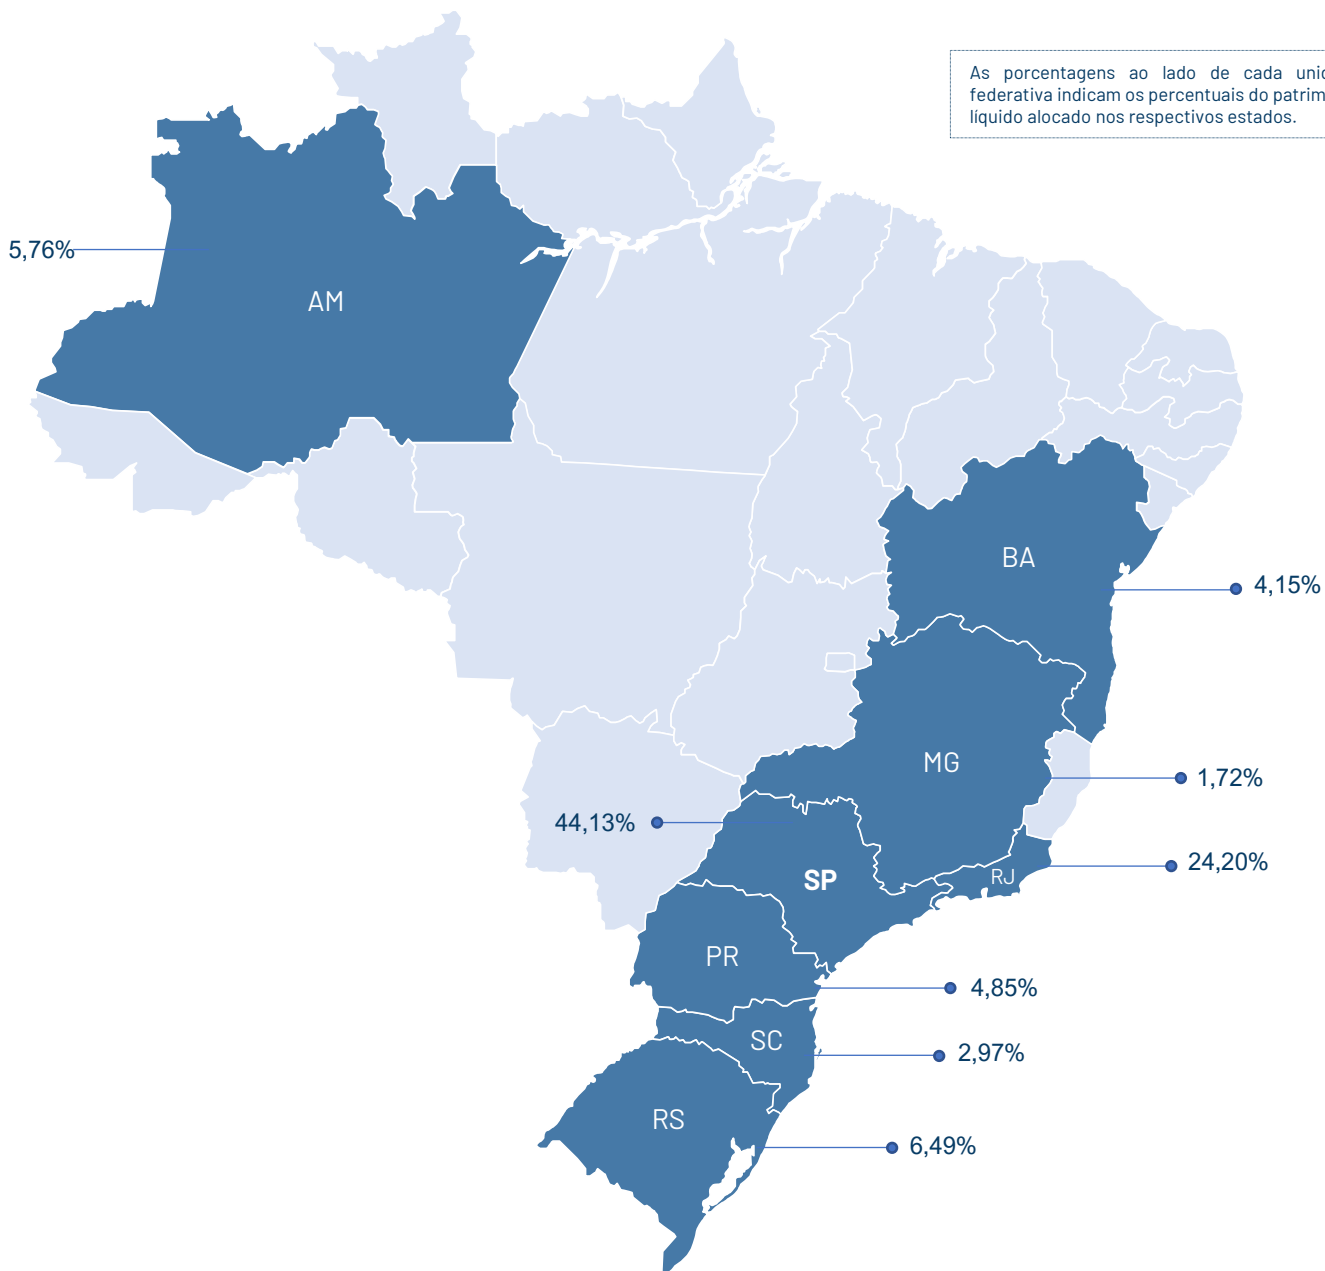 As porcentagens ao lado de cada
federativa indicam os percentuais do
líquido alocado nos respectivos estados.
5,76%
AM
BA
4,15%
MG
1,72%
44,13%
24,20%
SP
RJ
PR
4,85%
SC
2,97%
RS
6,49%